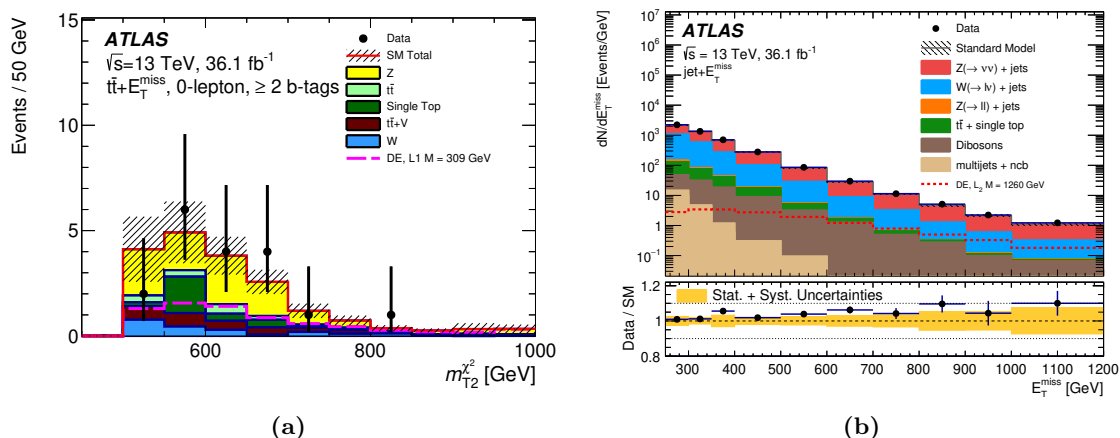 ATLAS
√s=13 TeV, 36.1 fb⁻¹
tt̄+E_T^miss, 0-lepton, ≥ 2 b-tags
Data
SM Total
Z
tt̄
Single Top
tt̄+V
W
DE, L1 M = 309 GeV
Events / 50 GeV
15
10
5
0
600 800 1000
m_T2^χ² [GeV]
(a)
ATLAS
√s = 13 TeV, 36.1 fb⁻¹
jet+E_T^miss
Data
Standard Model
Z(→ νν) + jets
W(→ lν) + jets
Z(→ ll) + jets
tt̄ + single top
Dibosons
multijets + ncb
DE, L₂ M = 1260 GeV
dN/dE_T^miss [Events/GeV]
10⁷
10⁶
10⁵
10⁴
10³
10²
10
1
10⁻¹
Stat. + Syst. Uncertainties
Data / SM
1.2
1
0.8
300 400 500 600 700 800 900 1000 1100 1200
E_T^miss [GeV]
(b)